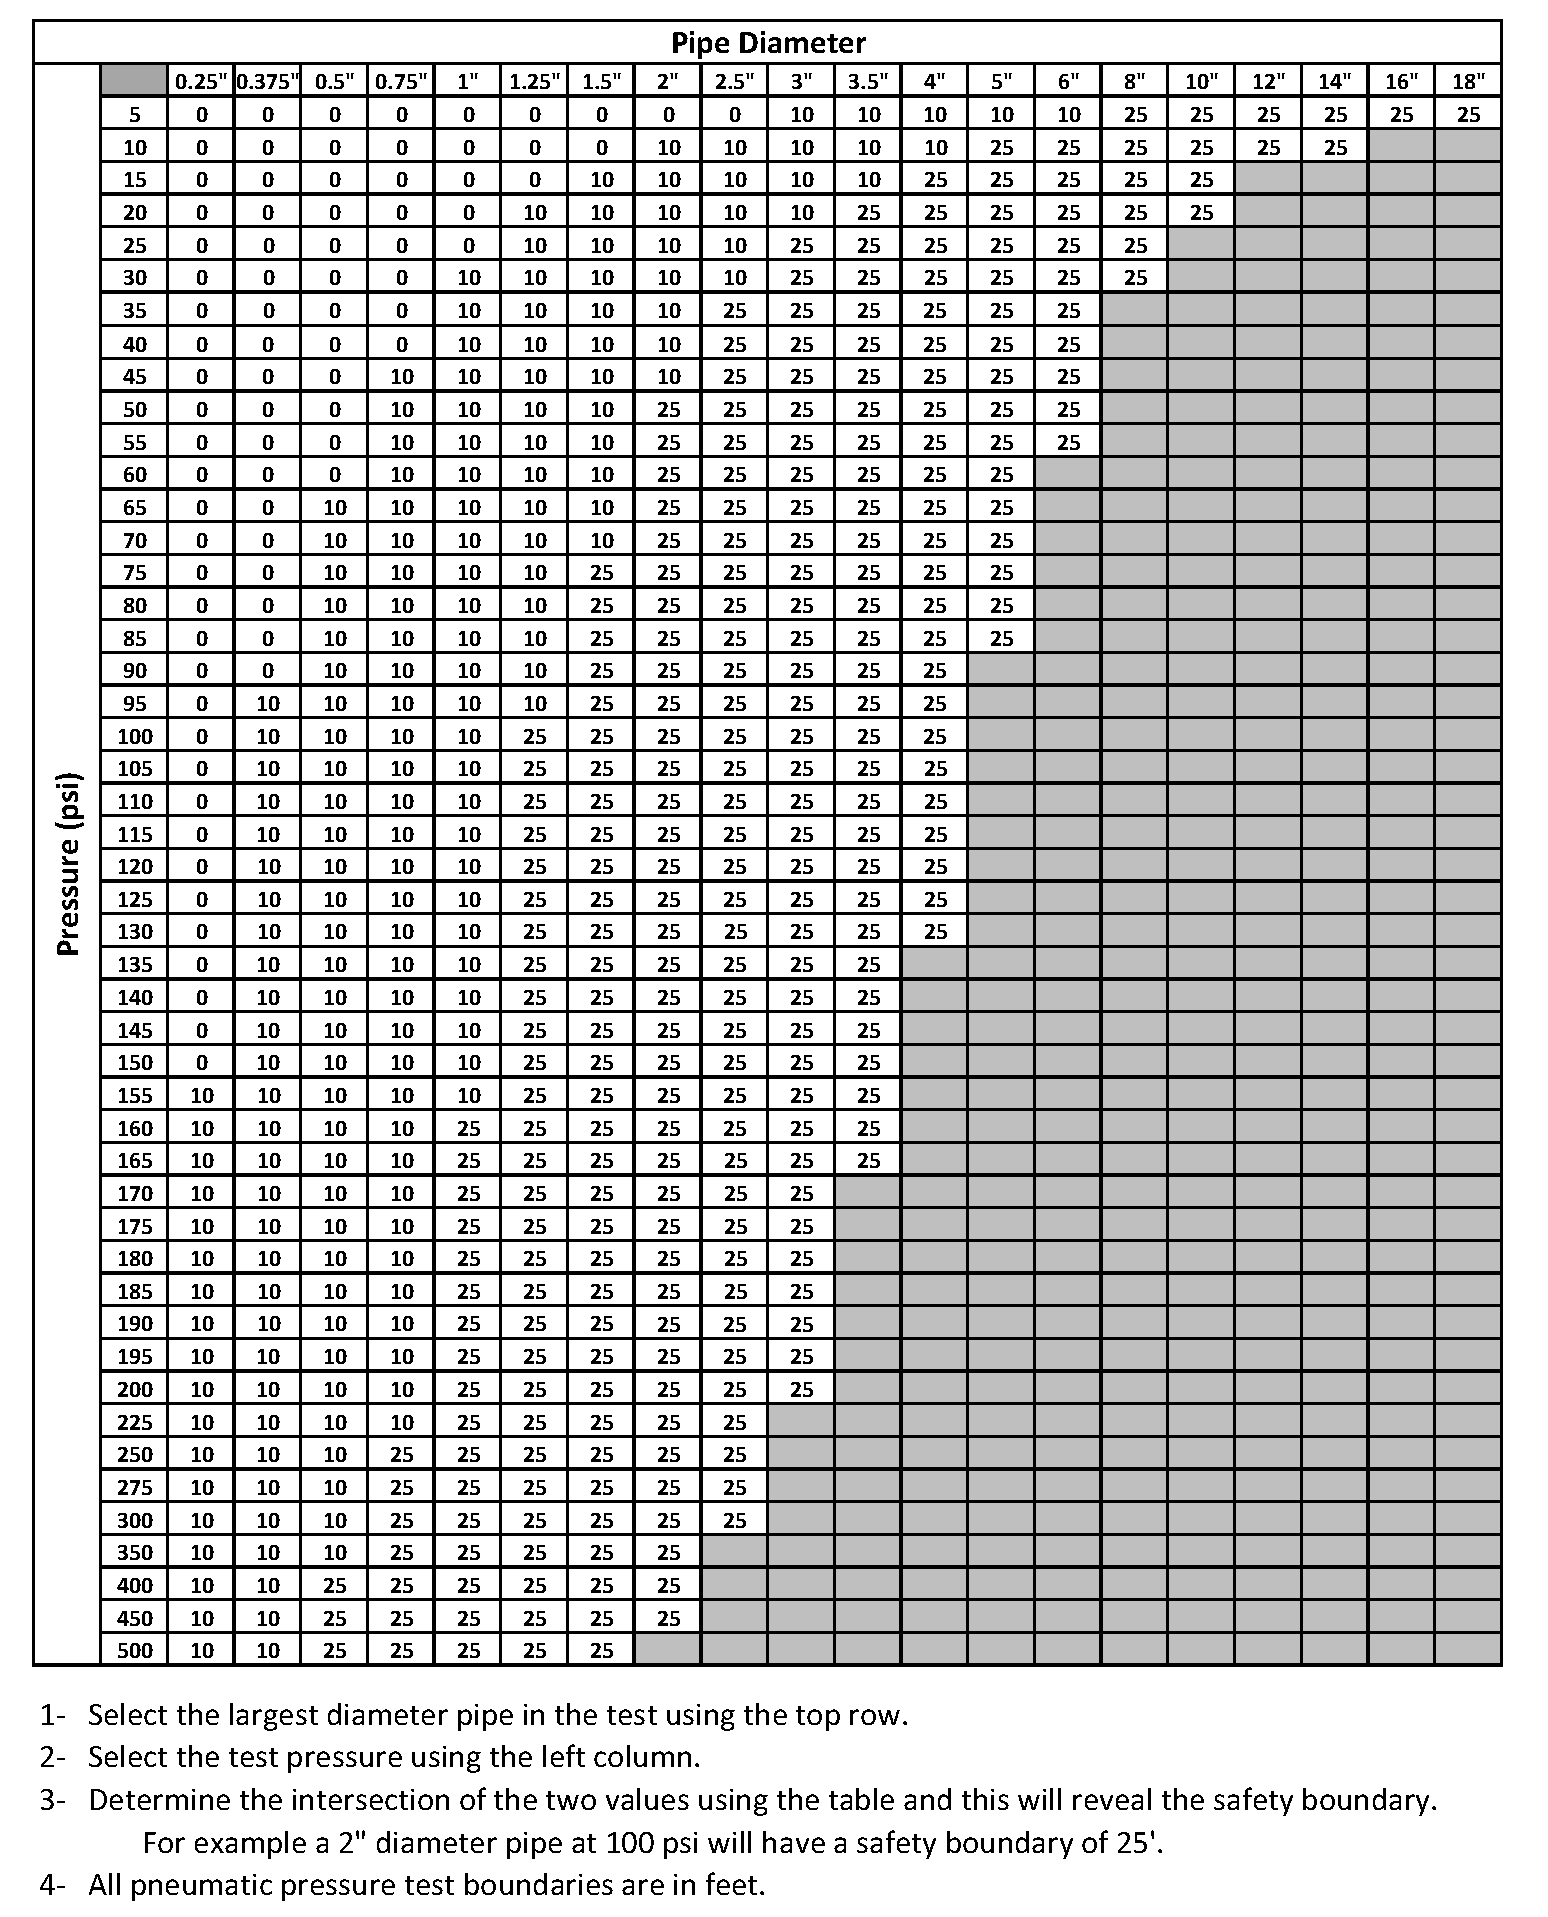 Pipe Diameter
0.25" 0.375" 0.5" 0.75" 1" 1.25" 1.5" 2" 2.5" 3" 3.5" 4" 5" 6" 8" 10" 12" 14" 16" 18"
Pressure (psi)
5 0 0 0 0 0 0 0 0 0 10 10 10 10 10 25 25 25 25 25 25
10 0 0 0 0 0 0 0 10 10 10 10 10 25 25 25 25 25 25
15 0 0 0 0 0 0 10 10 10 10 10 25 25 25 25 25
20 0 0 0 0 0 10 10 10 10 10 25 25 25 25 25 25
25 0 0 0 0 0 10 10 10 10 25 25 25 25 25 25
30 0 0 0 0 10 10 10 10 10 25 25 25 25 25 25
35 0 0 0 0 10 10 10 10 25 25 25 25 25 25
40 0 0 0 0 10 10 10 10 25 25 25 25 25 25
45 0 0 0 10 10 10 10 10 25 25 25 25 25 25
50 0 0 0 10 10 10 10 25 25 25 25 25 25 25
55 0 0 0 10 10 10 10 25 25 25 25 25 25 25
60 0 0 0 10 10 10 10 25 25 25 25 25 25
65 0 0 10 10 10 10 10 25 25 25 25 25 25
70 0 0 10 10 10 10 10 25 25 25 25 25 25
75 0 0 10 10 10 10 25 25 25 25 25 25 25
80 0 0 10 10 10 10 25 25 25 25 25 25 25
85 0 0 10 10 10 10 25 25 25 25 25 25 25
90 0 0 10 10 10 10 25 25 25 25 25 25
95 0 10 10 10 10 10 25 25 25 25 25 25
100 0 10 10 10 10 25 25 25 25 25 25 25
105 0 10 10 10 10 25 25 25 25 25 25 25
110 0 10 10 10 10 25 25 25 25 25 25 25
115 0 10 10 10 10 25 25 25 25 25 25 25
120 0 10 10 10 10 25 25 25 25 25 25 25
125 0 10 10 10 10 25 25 25 25 25 25 25
130 0 10 10 10 10 25 25 25 25 25 25 25
135 0 10 10 10 10 25 25 25 25 25 25
140 0 10 10 10 10 25 25 25 25 25 25
145 0 10 10 10 10 25 25 25 25 25 25
150 0 10 10 10 10 25 25 25 25 25 25
155 10 10 10 10 10 25 25 25 25 25 25
160 10 10 10 10 25 25 25 25 25 25 25
165 10 10 10 10 25 25 25 25 25 25 25
170 10 10 10 10 25 25 25 25 25 25
175 10 10 10 10 25 25 25 25 25 25
180 10 10 10 10 25 25 25 25 25 25
185 10 10 10 10 25 25 25 25 25 25
190 10 10 10 10 25 25 25 25 25 25
195 10 10 10 10 25 25 25 25 25 25
200 10 10 10 10 25 25 25 25 25 25
225 10 10 10 10 25 25 25 25 25
250 10 10 10 25 25 25 25 25 25
275 10 10 10 25 25 25 25 25 25
300 10 10 10 25 25 25 25 25 25
350 10 10 10 25 25 25 25 25
400 10 10 25 25 25 25 25 25
450 10 10 25 25 25 25 25 25
500 10 10 25 25 25 25 25
1- Select the largest diameter pipe in the test using the top row.
2- Select the test pressure using the left column.
3- Determine the intersection of the two values using the table and this will reveal the safety boundary.
For example a 2" diameter pipe at 100 psi will have a safety boundary of 25'.
4- All pneumatic pressure test boundaries are in feet.